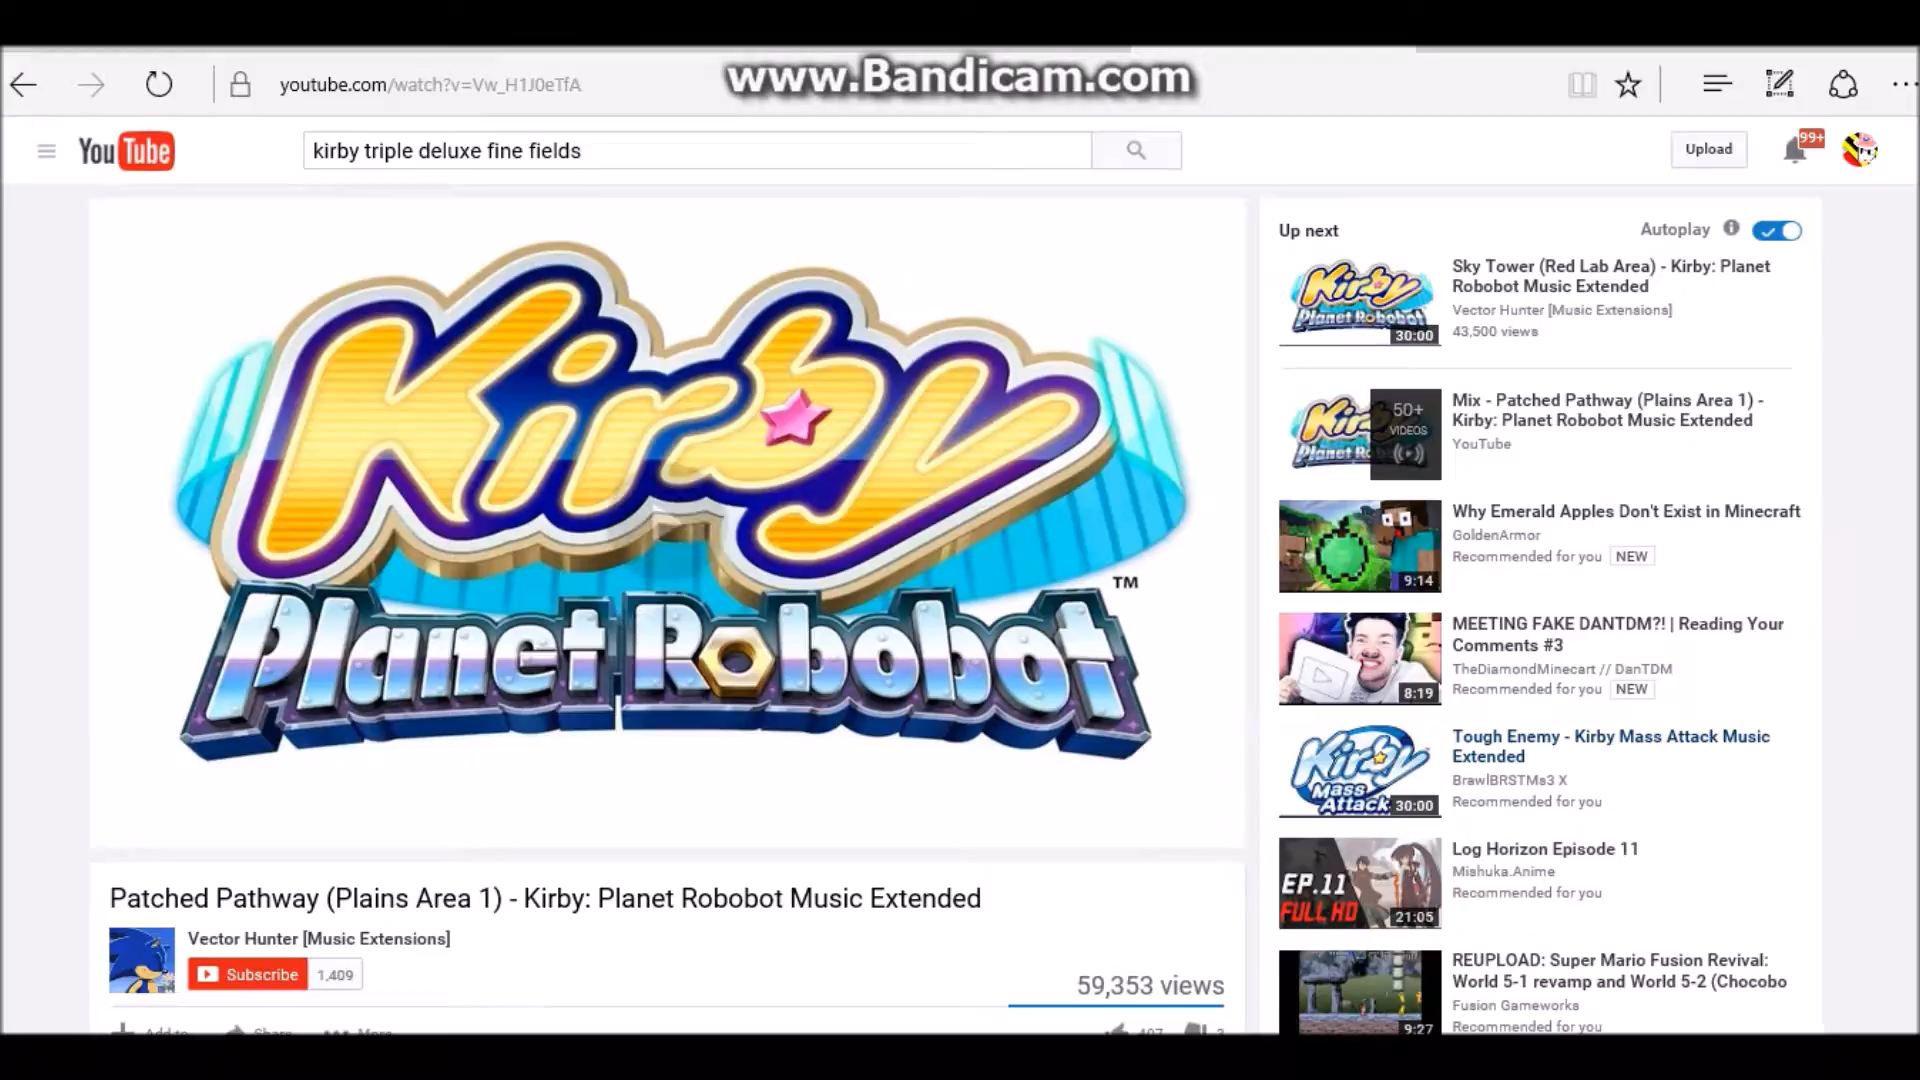 www.Bandicam.com
youtube.com/watch?v=Vw_H1J0eTfA
YouTube
kirby triple deluxe fine fields
Upload
99+
Kirby
Planet Robobot
TM
Patched Pathway (Plains Area 1) - Kirby: Planet Robobot Music Extended
Vector Hunter [Music Extensions]
Subscribe 1,409
59,353 views
Add to Share More
Up next
Autoplay
Kirby
Planet Robobot
30:00
Sky Tower (Red Lab Area) - Kirby: Planet
Robobot Music Extended
Vector Hunter [Music Extensions]
43,500 views
50+
VIDEOS
Mix - Patched Pathway (Plains Area 1) -
Kirby: Planet Robobot Music Extended
YouTube
9:14
Why Emerald Apples Don't Exist in Minecraft
GoldenArmor
Recommended for you NEW
8:19
MEETING FAKE DANTDM?! | Reading Your
Comments #3
TheDiamondMinecart // DanTDM
Recommended for you NEW
Kirby
Mass
Attack
30:00
Tough Enemy - Kirby Mass Attack Music
Extended
BrawlBRSTMs3 X
Recommended for you
EP.11
FULL HD
21:05
Log Horizon Episode 11
Mishuka.Anime
Recommended for you
9:27
REUPLOAD: Super Mario Fusion Revival:
World 5-1 revamp and World 5-2 (Chocobo
Fusion Gameworks
Recommended for you